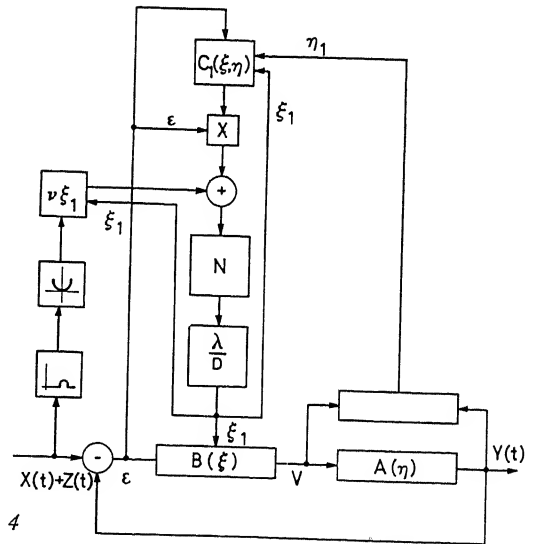 η₁
C₁(ξ,η)
ξ₁
ε
X
νξ₁
+
ξ₁
N
λ
D
ξ₁
-
B(ξ)
A(η)
Y(t)
X(t)+Z(t)
ε
V
4